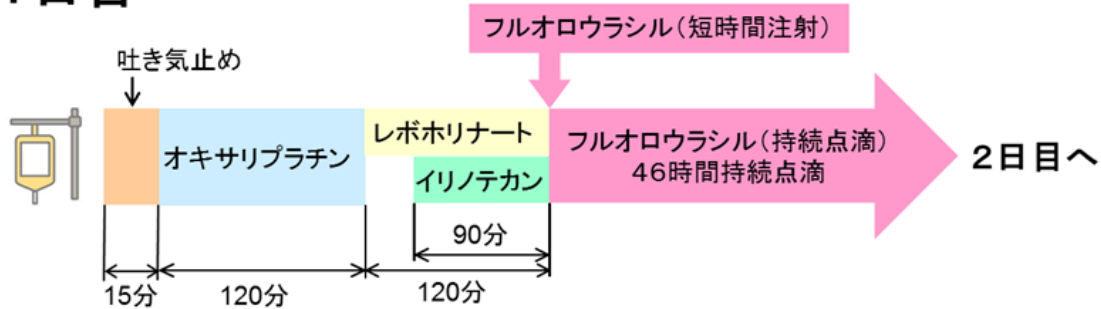 フルオロウラシル(短時間注射)
吐き気止め
オキサリプラチン
レボホリナート
イリノテカン
フルオロウラシル(持続点滴)
46時間持続点滴
2日目へ
90分
15分
120分
120分